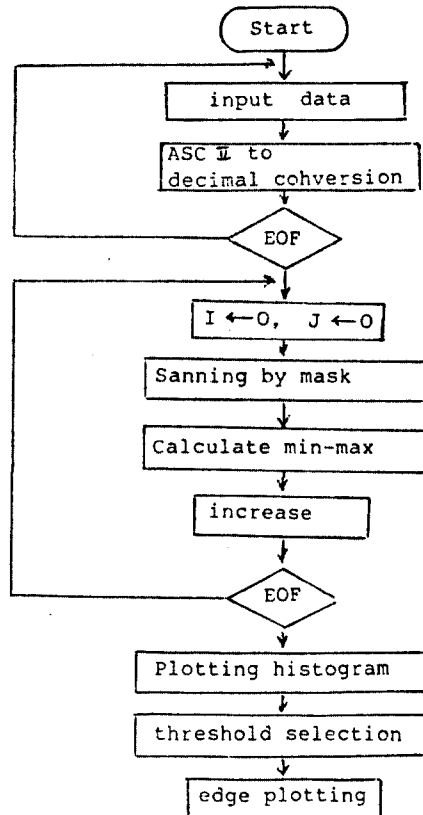 Start
input data
ASC Ⅱ to
decimal cohversion
EOF
I ←O, J ←O
Sanning by mask
Calculate min-max
increase
EOF
Plotting histogram
threshold selection
edge plotting